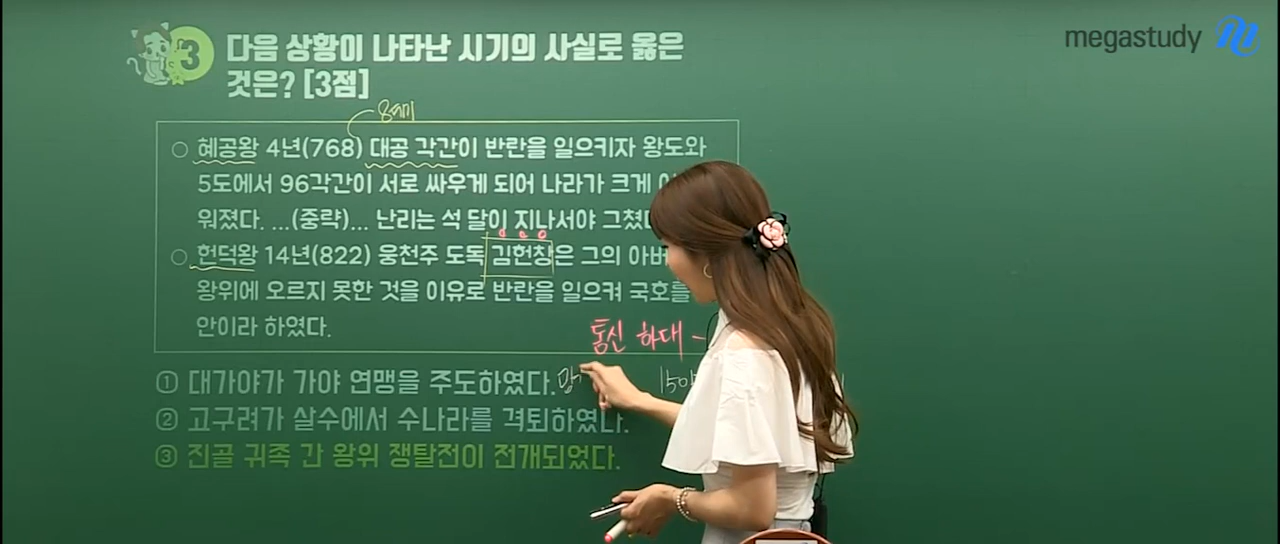 megastudy
3 다음 상황이 나타난 시기의 사실로 옳은
것은? [3점]
○ 혜공왕 4년(768) 대공 각간이 반란을 일으키자 왕도와
5도에서 96각간이 서로 싸우게 되어 나라가 크게
워졌다. ...(중략)... 난리는 석 달이 지나서야 그쳤
○ 헌덕왕 14년(822) 웅천주 도독 김헌창은 그의
왕위에 오르지 못한 것을 이유로 반란을 일으켜 국호를
안이라 하였다.
통신 하대 -
① 대가야가 가야 연맹을 주도하였다.
② 고구려가 살수에서 수나라를 격퇴하였다.
③ 진골 귀족 간 왕위 쟁탈전이 전개되었다.